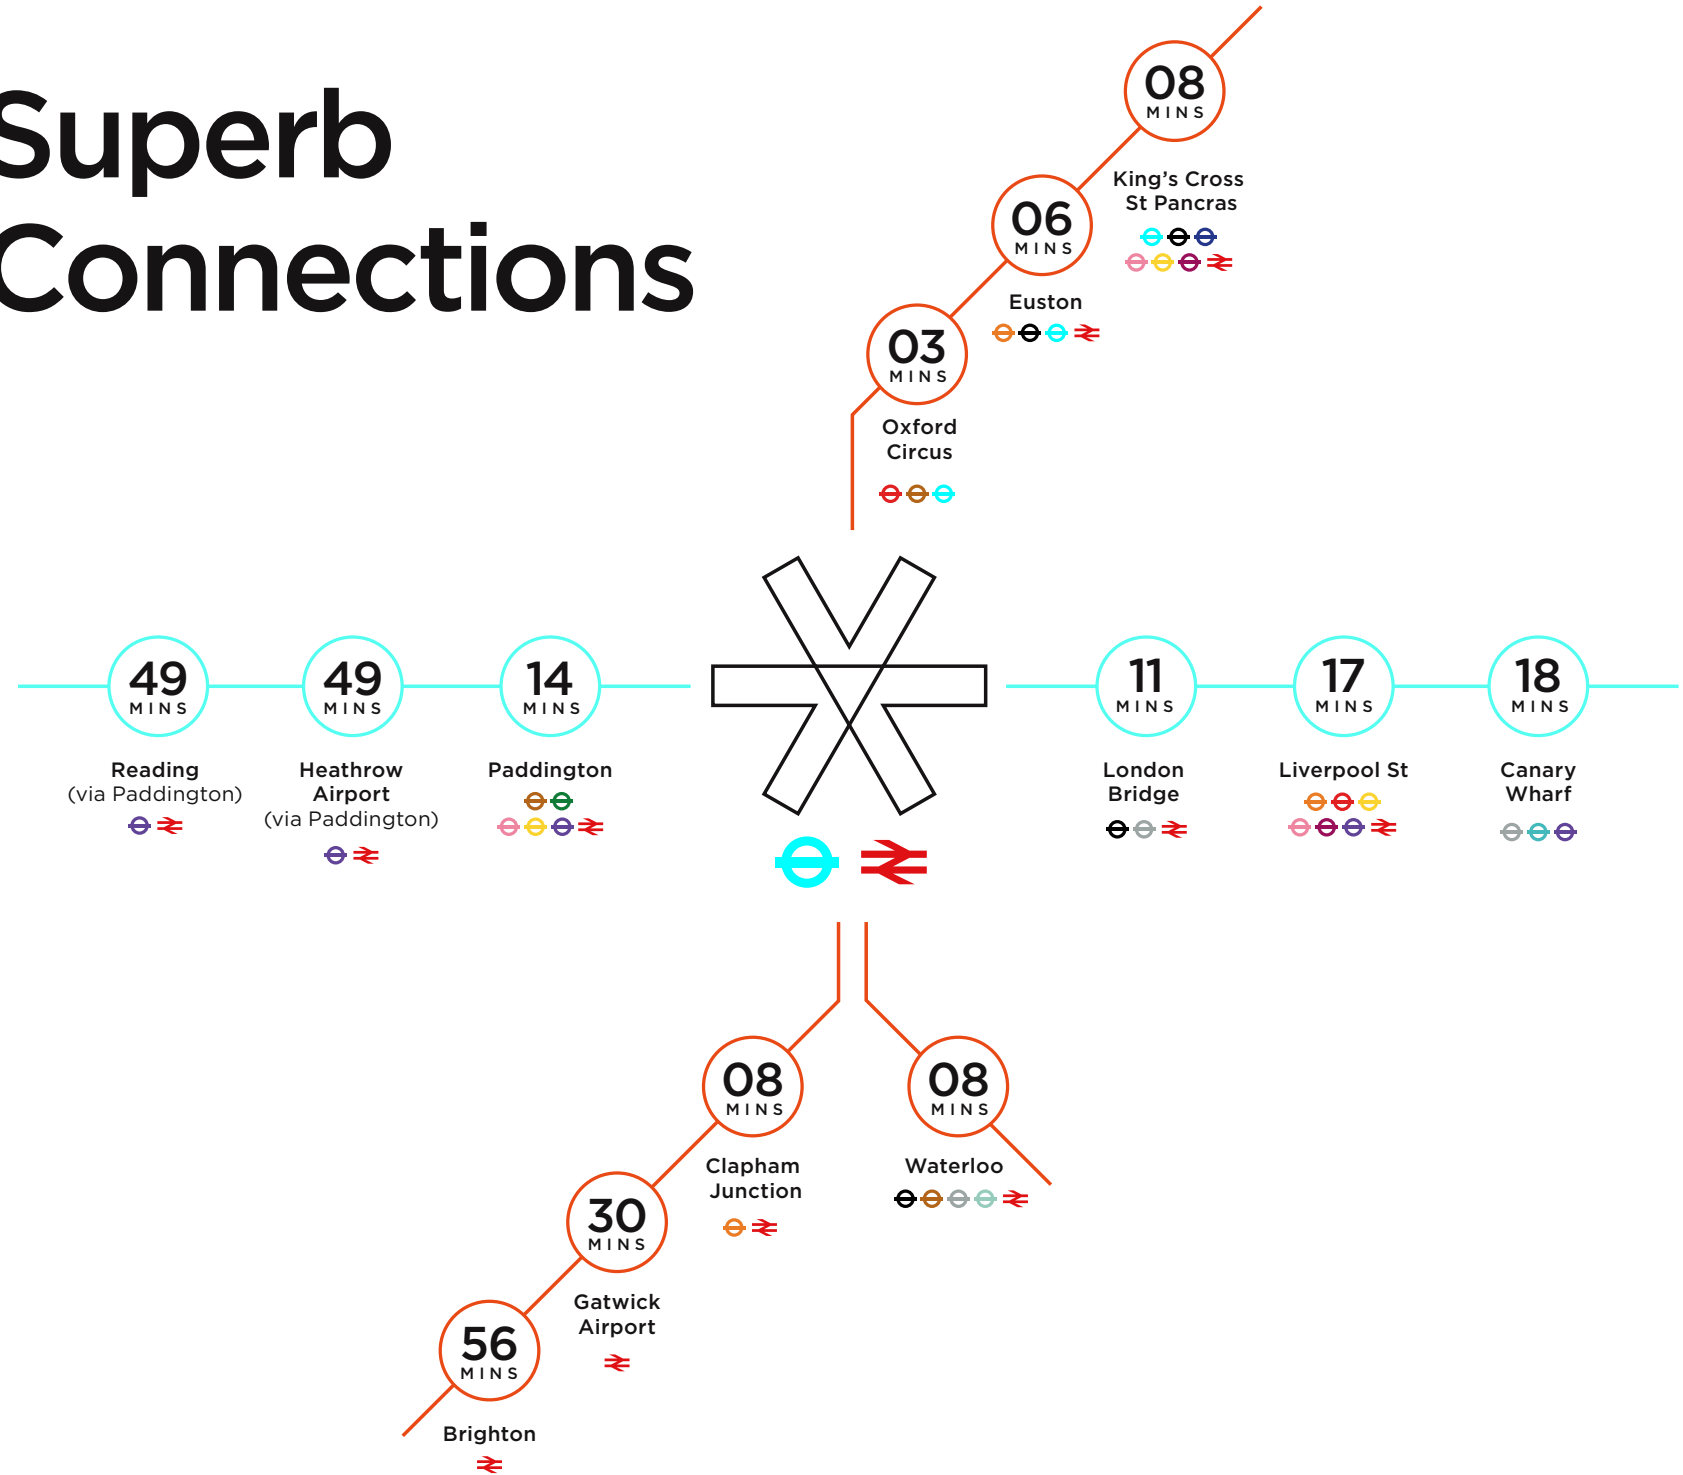 Superb
Connections
08
MINS
King's Cross
St Pancras
06
MINS
Euston
03
MINS
Oxford
Circus
49
MINS
Reading
(via Paddington)
49
MINS
Heathrow
Airport
(via Paddington)
14
MINS
Paddington
11
MINS
London
Bridge
17
MINS
Liverpool St
18
MINS
Canary
Wharf
08
MINS
Clapham
Junction
08
MINS
Waterloo
30
MINS
Gatwick
Airport
56
MINS
Brighton